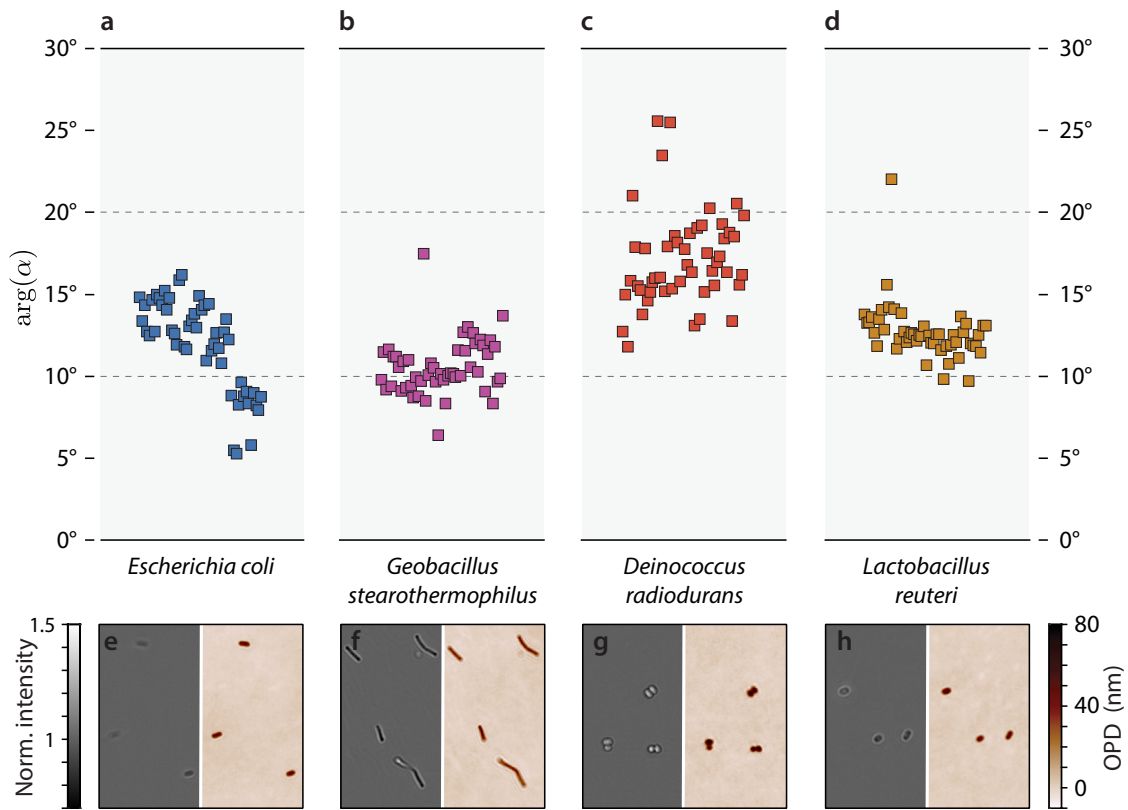 a b c d
30° 30°
25° 25°
20° 20°
15° 15°
10° 10°
5° 5°
0° 0°
arg(α)
Escherichia coli
Geobacillus
stearothermophilus
Deinococcus
radiodurans
Lactobacillus
reuteri
1.5
1
Norm. intensity
e f g h
80
40
0
OPD (nm)